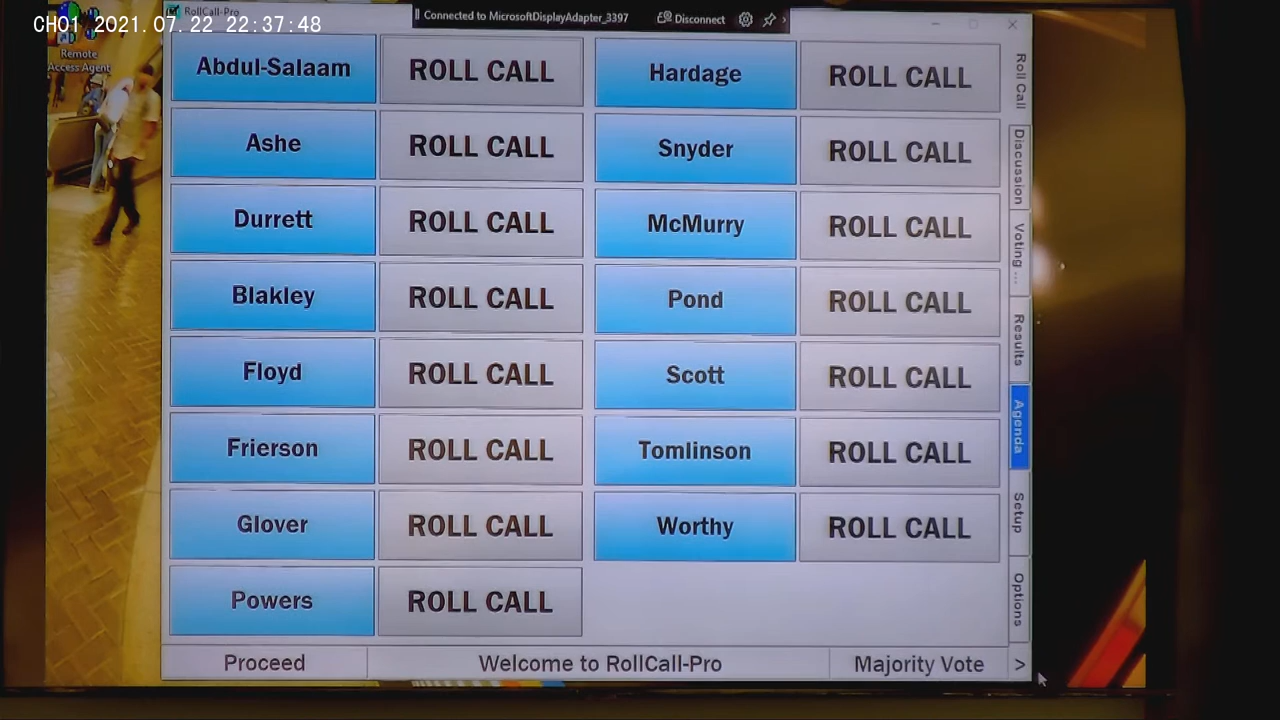 CH01 2021.07.22 22:37:48
RollCall-Pro
Connected to MicrosoftDisplayAdapter_3397
Disconnect
Remote
Access Agent
Abdul-Salaam ROLL CALL Hardage ROLL CALL
Ashe ROLL CALL Snyder ROLL CALL
Durrett ROLL CALL McMurry ROLL CALL
Blakley ROLL CALL Pond ROLL CALL
Floyd ROLL CALL Scott ROLL CALL
Frierson ROLL CALL Tomlinson ROLL CALL
Glover ROLL CALL Worthy ROLL CALL
Powers ROLL CALL
Roll Call
Discussion
Voting ...
Results
Agenda
Setup
Options
Proceed Welcome to RollCall-Pro Majority Vote >